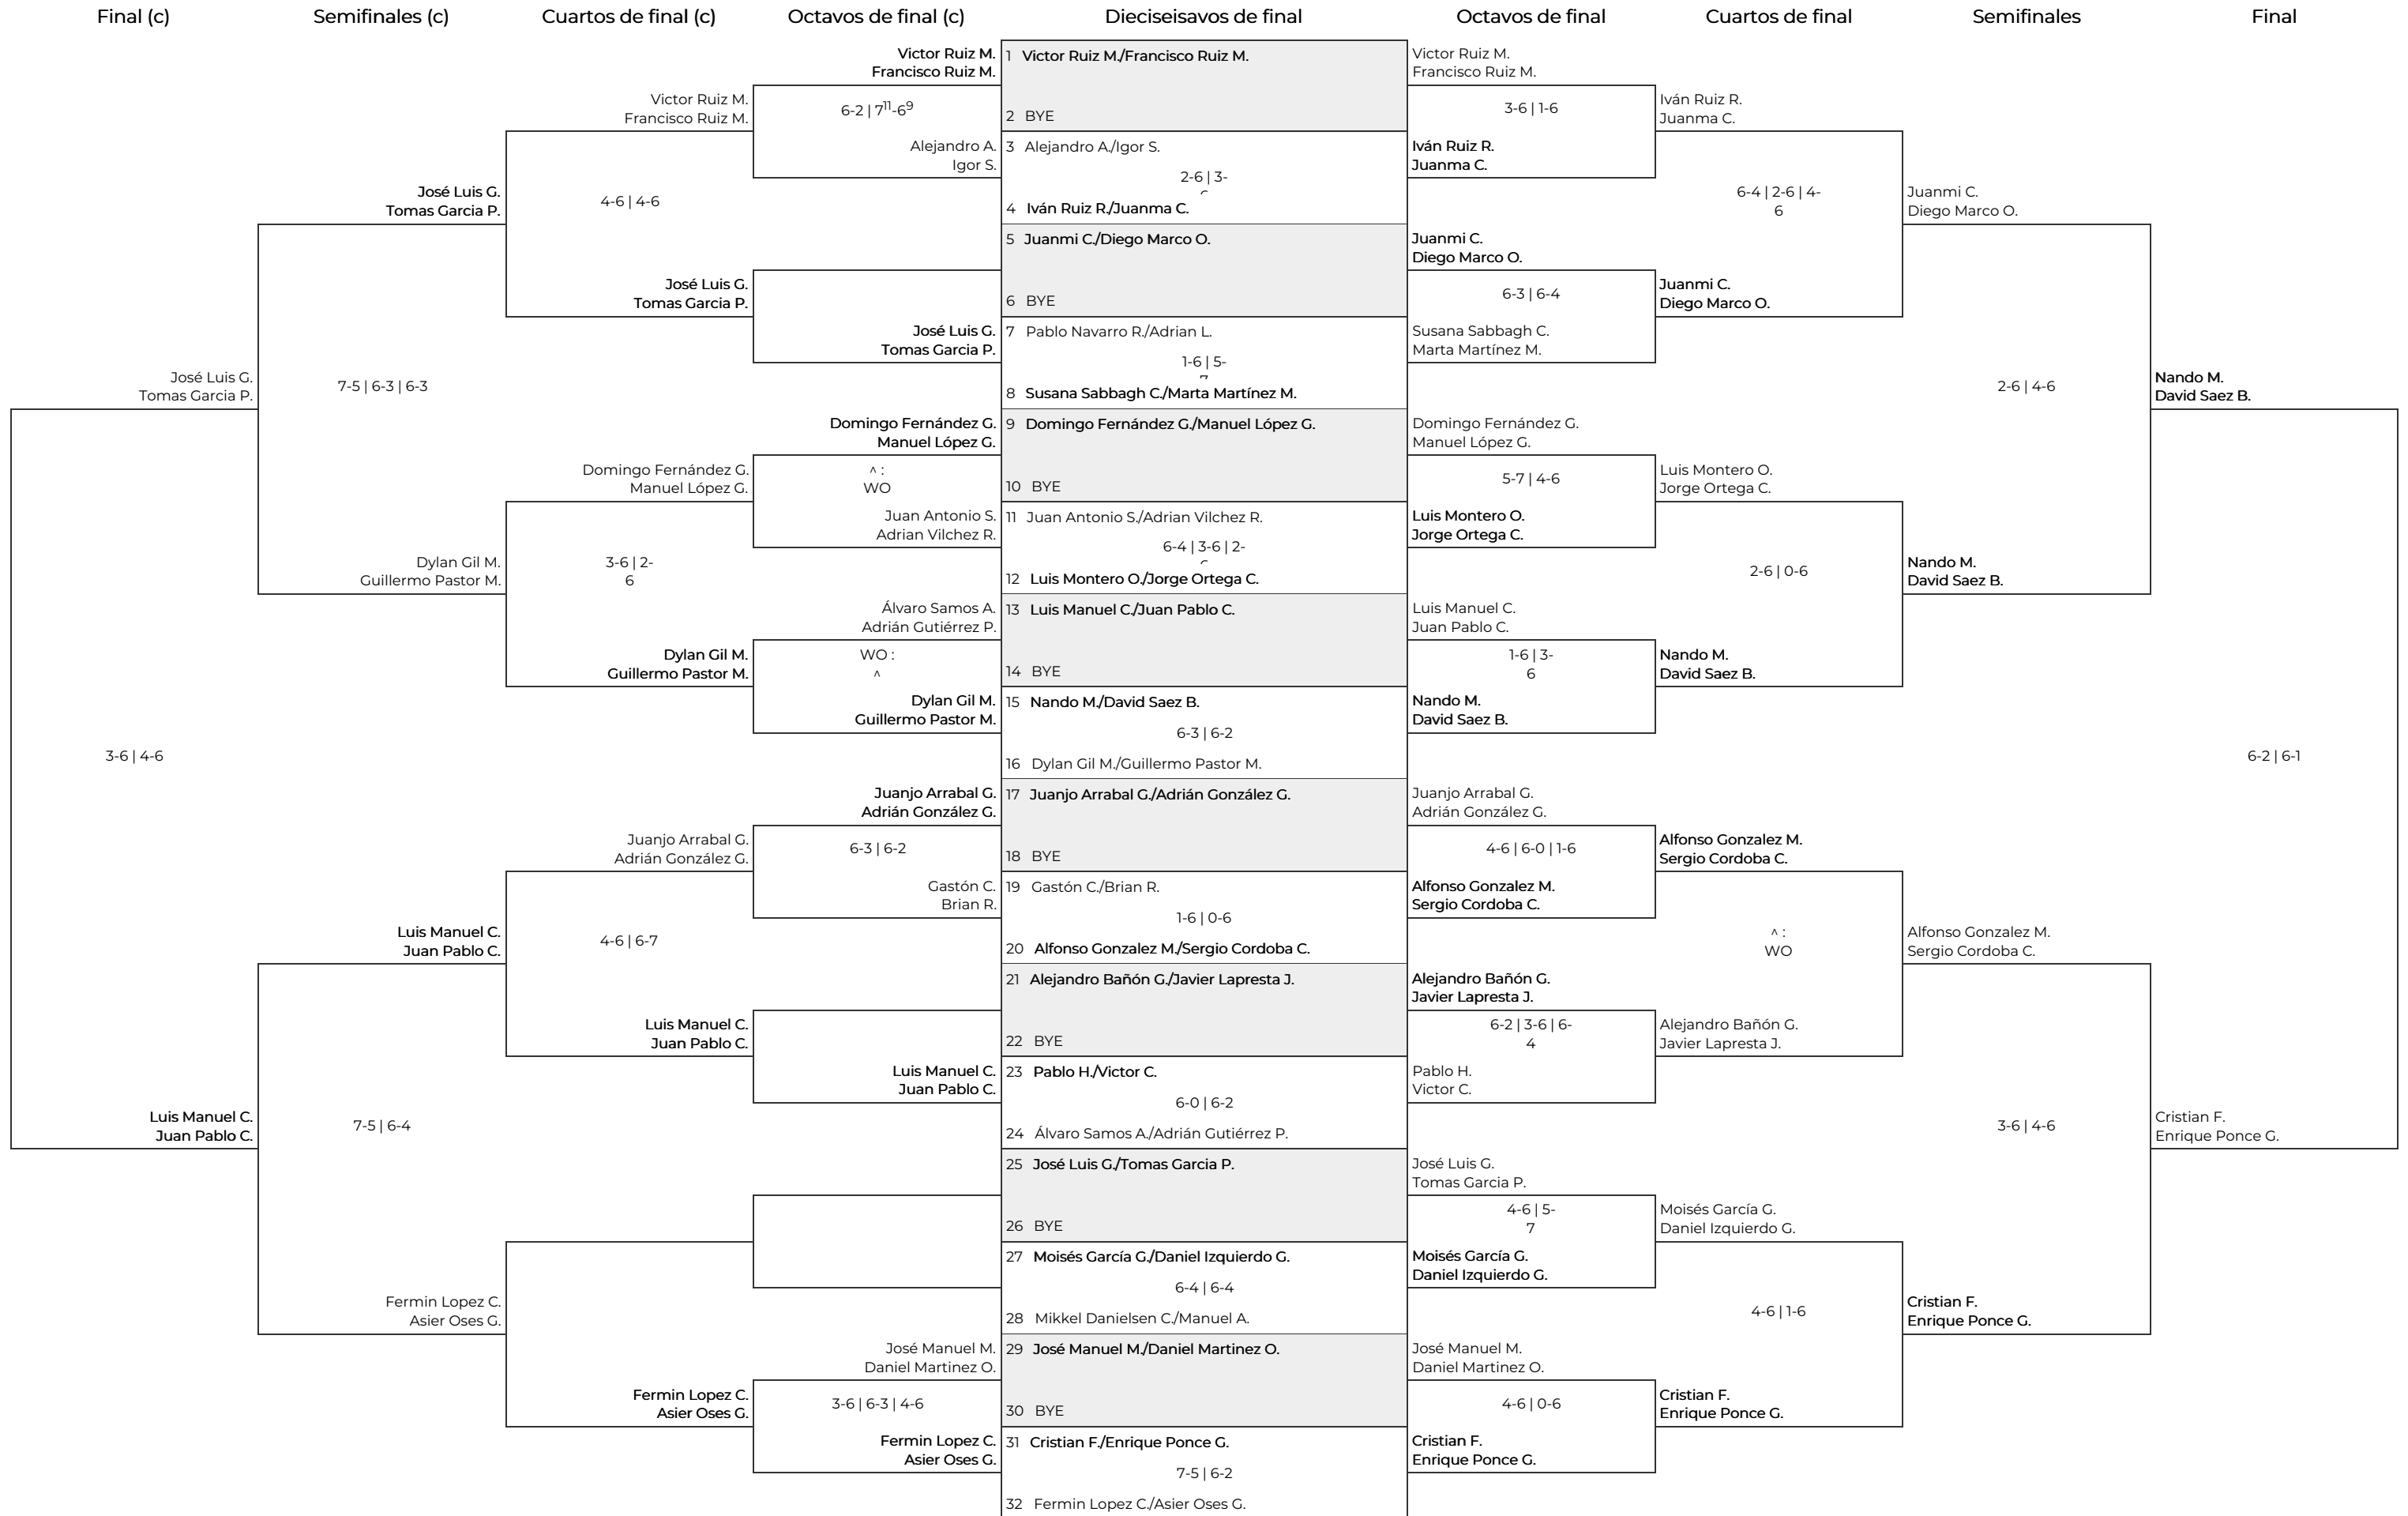 Final (c)
Semifinales (c)
Cuartos de final (c)
Octavos de final (c)
Dieciseisavos de final
Octavos de final
Cuartos de final
Semifinales
Final
José Luis G.
Tomas Garcia P.
3-6 | 4-6
Luis Manuel C.
Juan Pablo C.
José Luis G.
Tomas Garcia P.
7-5 | 6-3 | 6-3
Dylan Gil M.
Guillermo Pastor M.
Luis Manuel C.
Juan Pablo C.
7-5 | 6-4
Fermin Lopez C.
Asier Oses G.
Victor Ruiz M.
Francisco Ruiz M.
4-6 | 4-6
José Luis G.
Tomas Garcia P.
Domingo Fernández G.
Manuel López G.
3-6 | 2-
6
Dylan Gil M.
Guillermo Pastor M.
Juanjo Arrabal G.
Adrián González G.
4-6 | 6-7
Luis Manuel C.
Juan Pablo C.
Fermin Lopez C.
Asier Oses G.
Victor Ruiz M.
Francisco Ruiz M.
6-2 | 7¹¹-6⁹
Alejandro A.
Igor S.
José Luis G.
Tomas Garcia P.
Domingo Fernández G.
Manuel López G.
^ :
WO
Juan Antonio S.
Adrian Vilchez R.
Álvaro Samos A.
Adrián Gutiérrez P.
WO :
^
Dylan Gil M.
Guillermo Pastor M.
Juanjo Arrabal G.
Adrián González G.
6-3 | 6-2
Gastón C.
Brian R.
Luis Manuel C.
Juan Pablo C.
José Manuel M.
Daniel Martinez O.
3-6 | 6-3 | 4-6
Fermin Lopez C.
Asier Oses G.
1 Victor Ruiz M./Francisco Ruiz M.
2 BYE
3 Alejandro A./Igor S.
2-6 | 3-
4 Iván Ruiz R./Juanma C.
5 Juanmi C./Diego Marco O.
6 BYE
7 Pablo Navarro R./Adrian L.
1-6 | 5-
8 Susana Sabbagh C./Marta Martínez M.
9 Domingo Fernández G./Manuel López G.
10 BYE
11 Juan Antonio S./Adrian Vilchez R.
6-4 | 3-6 | 2-
12 Luis Montero O./Jorge Ortega C.
13 Luis Manuel C./Juan Pablo C.
14 BYE
15 Nando M./David Saez B.
6-3 | 6-2
16 Dylan Gil M./Guillermo Pastor M.
17 Juanjo Arrabal G./Adrián González G.
18 BYE
19 Gastón C./Brian R.
1-6 | 0-6
20 Alfonso Gonzalez M./Sergio Cordoba C.
21 Alejandro Bañón G./Javier Lapresta J.
22 BYE
23 Pablo H./Victor C.
6-0 | 6-2
24 Álvaro Samos A./Adrián Gutiérrez P.
25 José Luis G./Tomas Garcia P.
26 BYE
27 Moisés García G./Daniel Izquierdo G.
6-4 | 6-4
28 Mikkel Danielsen C./Manuel A.
29 José Manuel M./Daniel Martinez O.
30 BYE
31 Cristian F./Enrique Ponce G.
7-5 | 6-2
32 Fermin Lopez C./Asier Oses G.
Victor Ruiz M.
Francisco Ruiz M.
3-6 | 1-6
Iván Ruiz R.
Juanma C.
Juanmi C.
Diego Marco O.
6-3 | 6-4
Susana Sabbagh C.
Marta Martínez M.
Domingo Fernández G.
Manuel López G.
5-7 | 4-6
Luis Montero O.
Jorge Ortega C.
Luis Manuel C.
Juan Pablo C.
1-6 | 3-
6
Nando M.
David Saez B.
Juanjo Arrabal G.
Adrián González G.
4-6 | 6-0 | 1-6
Alfonso Gonzalez M.
Sergio Cordoba C.
Alejandro Bañón G.
Javier Lapresta J.
6-2 | 3-6 | 6-
4
Pablo H.
Victor C.
José Luis G.
Tomas Garcia P.
4-6 | 5-
7
Moisés García G.
Daniel Izquierdo G.
José Manuel M.
Daniel Martinez O.
4-6 | 0-6
Cristian F.
Enrique Ponce G.
Iván Ruiz R.
Juanma C.
6-4 | 2-6 | 4-
6
Juanmi C.
Diego Marco O.
Luis Montero O.
Jorge Ortega C.
2-6 | 0-6
Nando M.
David Saez B.
Alfonso Gonzalez M.
Sergio Cordoba C.
^ :
WO
Alejandro Bañón G.
Javier Lapresta J.
Moisés García G.
Daniel Izquierdo G.
4-6 | 1-6
Cristian F.
Enrique Ponce G.
Juanmi C.
Diego Marco O.
2-6 | 4-6
Nando M.
David Saez B.
Alfonso Gonzalez M.
Sergio Cordoba C.
3-6 | 4-6
Cristian F.
Enrique Ponce G.
Nando M.
David Saez B.
6-2 | 6-1
Cristian F.
Enrique Ponce G.